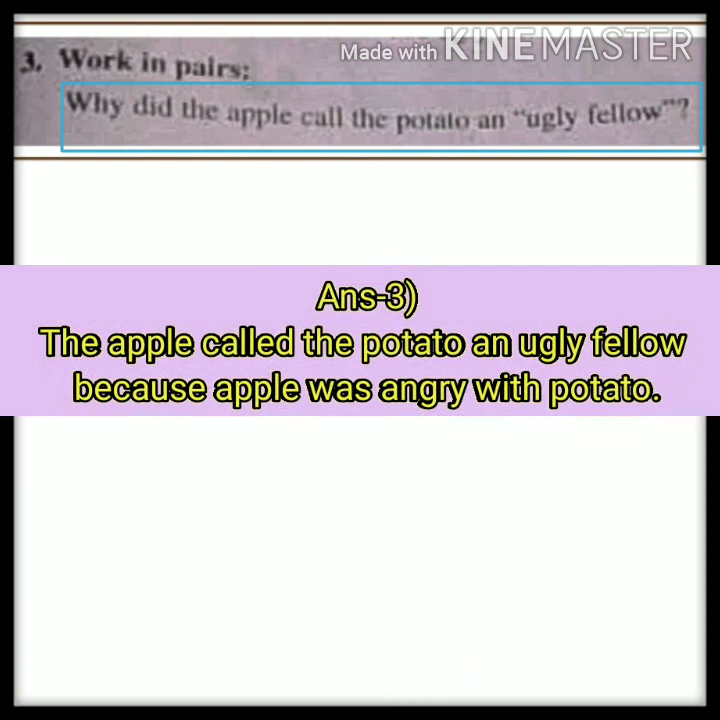 Made with KINEMASTER
3. Work in pairs:
Why did the apple call the potato an "ugly fellow"?
Ans-3)
The apple called the potato an ugly fellow
because apple was angry with potato.